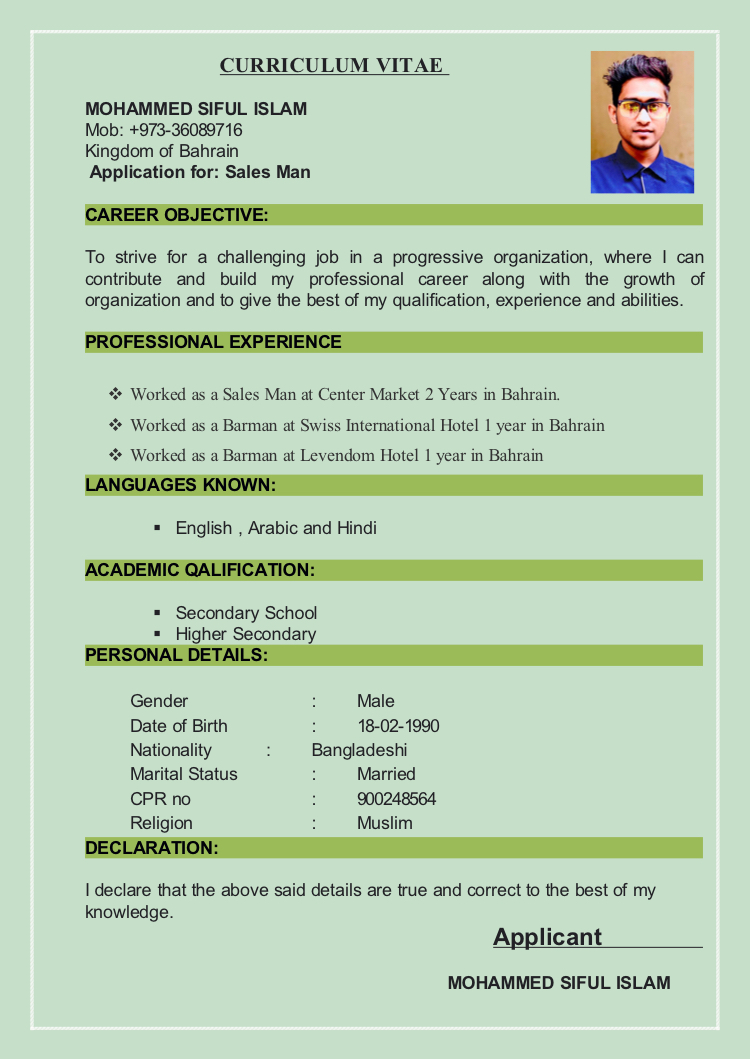 CURRICULUM VITAE
MOHAMMED SIFUL ISLAM
Mob: +973-36089716
Kingdom of Bahrain
Application for: Sales Man
CAREER OBJECTIVE:
To strive for a challenging job in a progressive organization, where I can
contribute and build my professional career along with the growth of
organization and to give the best of my qualification, experience and abilities.
PROFESSIONAL EXPERIENCE
❖ Worked as a Sales Man at Center Market 2 Years in Bahrain.
❖ Worked as a Barman at Swiss International Hotel 1 year in Bahrain
❖ Worked as a Barman at Levendom Hotel 1 year in Bahrain
LANGUAGES KNOWN:
▪ English , Arabic and Hindi
ACADEMIC QALIFICATION:
▪ Secondary School
▪ Higher Secondary
PERSONAL DETAILS:
Gender : Male
Date of Birth : 18-02-1990
Nationality : Bangladeshi
Marital Status : Married
CPR no : 900248564
Religion : Muslim
DECLARATION:
I declare that the above said details are true and correct to the best of my
knowledge.
Applicant
MOHAMMED SIFUL ISLAM